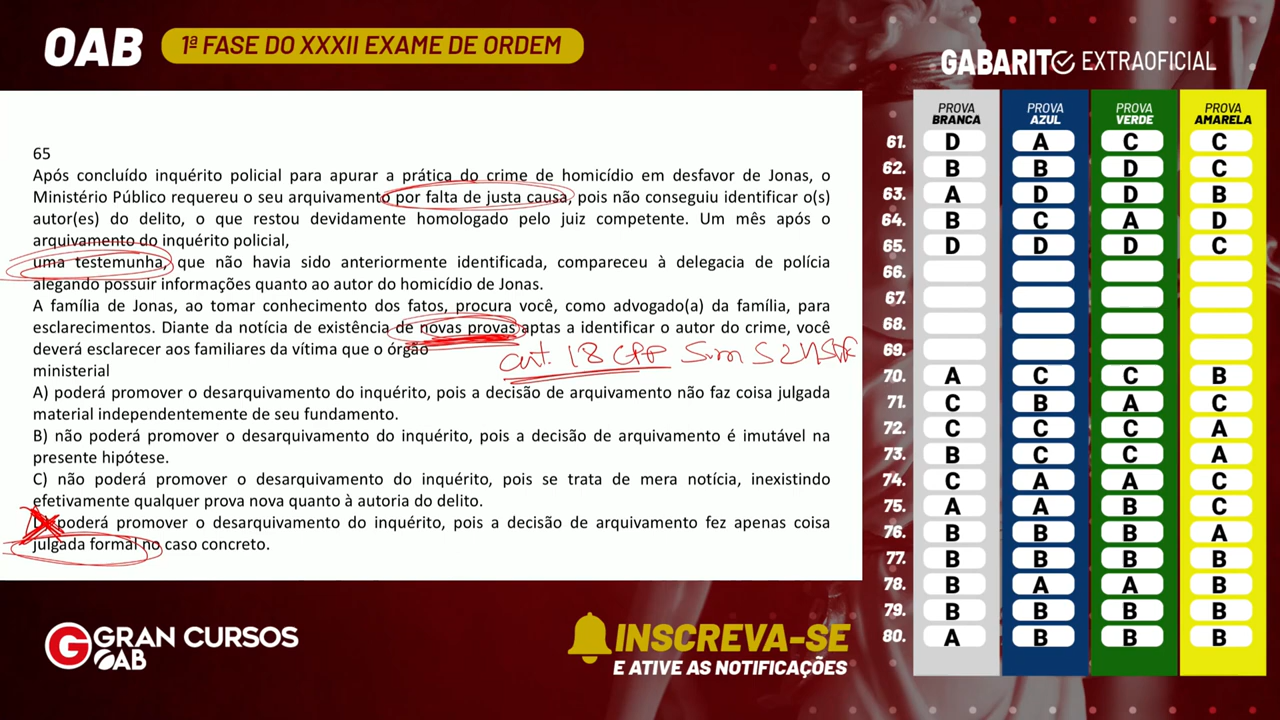 OAB
1ª FASE DO XXXII EXAME DE ORDEM
GABARITO EXTRAOFICIAL
65
Após concluído inquérito policial para apurar a prática do crime de homicídio em desfavor de Jonas, o
Ministério Público requereu o seu arquivamento por falta de justa causa, pois não conseguiu identificar o(s)
autor(es) do delito, o que restou devidamente homologado pelo juiz competente. Um mês após o
arquivamento do inquérito policial,
uma testemunha, que não havia sido anteriormente identificada, compareceu à delegacia de polícia
alegando possuir informações quanto ao autor do homicídio de Jonas.
A família de Jonas, ao tomar conhecimento dos fatos, procura você, como advogado(a) da família, para
esclarecimentos. Diante da notícia de existência de novas provas aptas a identificar o autor do crime, você
deverá esclarecer aos familiares da vítima que o órgão
art. 18 CPP Súm 524 STF
ministerial
A) poderá promover o desarquivamento do inquérito, pois a decisão de arquivamento não faz coisa julgada
material independentemente de seu fundamento.
B) não poderá promover o desarquivamento do inquérito, pois a decisão de arquivamento é imutável na
presente hipótese.
C) não poderá promover o desarquivamento do inquérito, pois se trata de mera notícia, inexistindo
efetivamente qualquer prova nova quanto à autoria do delito.
poderá promover o desarquivamento do inquérito, pois a decisão de arquivamento fez apenas coisa
julgada formal no caso concreto.
PROVA BRANCA PROVA AZUL PROVA VERDE PROVA AMARELA
61. D A C C
62. B B D C
63. A D D B
64. B C A D
65. D D D C
66.
67.
68.
69.
70. A C C B
71. C B A C
72. C C C A
73. B C C A
74. C A A C
75. A A B C
76. B B B A
77. B B B B
78. B A A B
79. B B B B
80. A B B B
GRAN CURSOS
OAB
INSCREVA-SE
E ATIVE AS NOTIFICAÇÕES